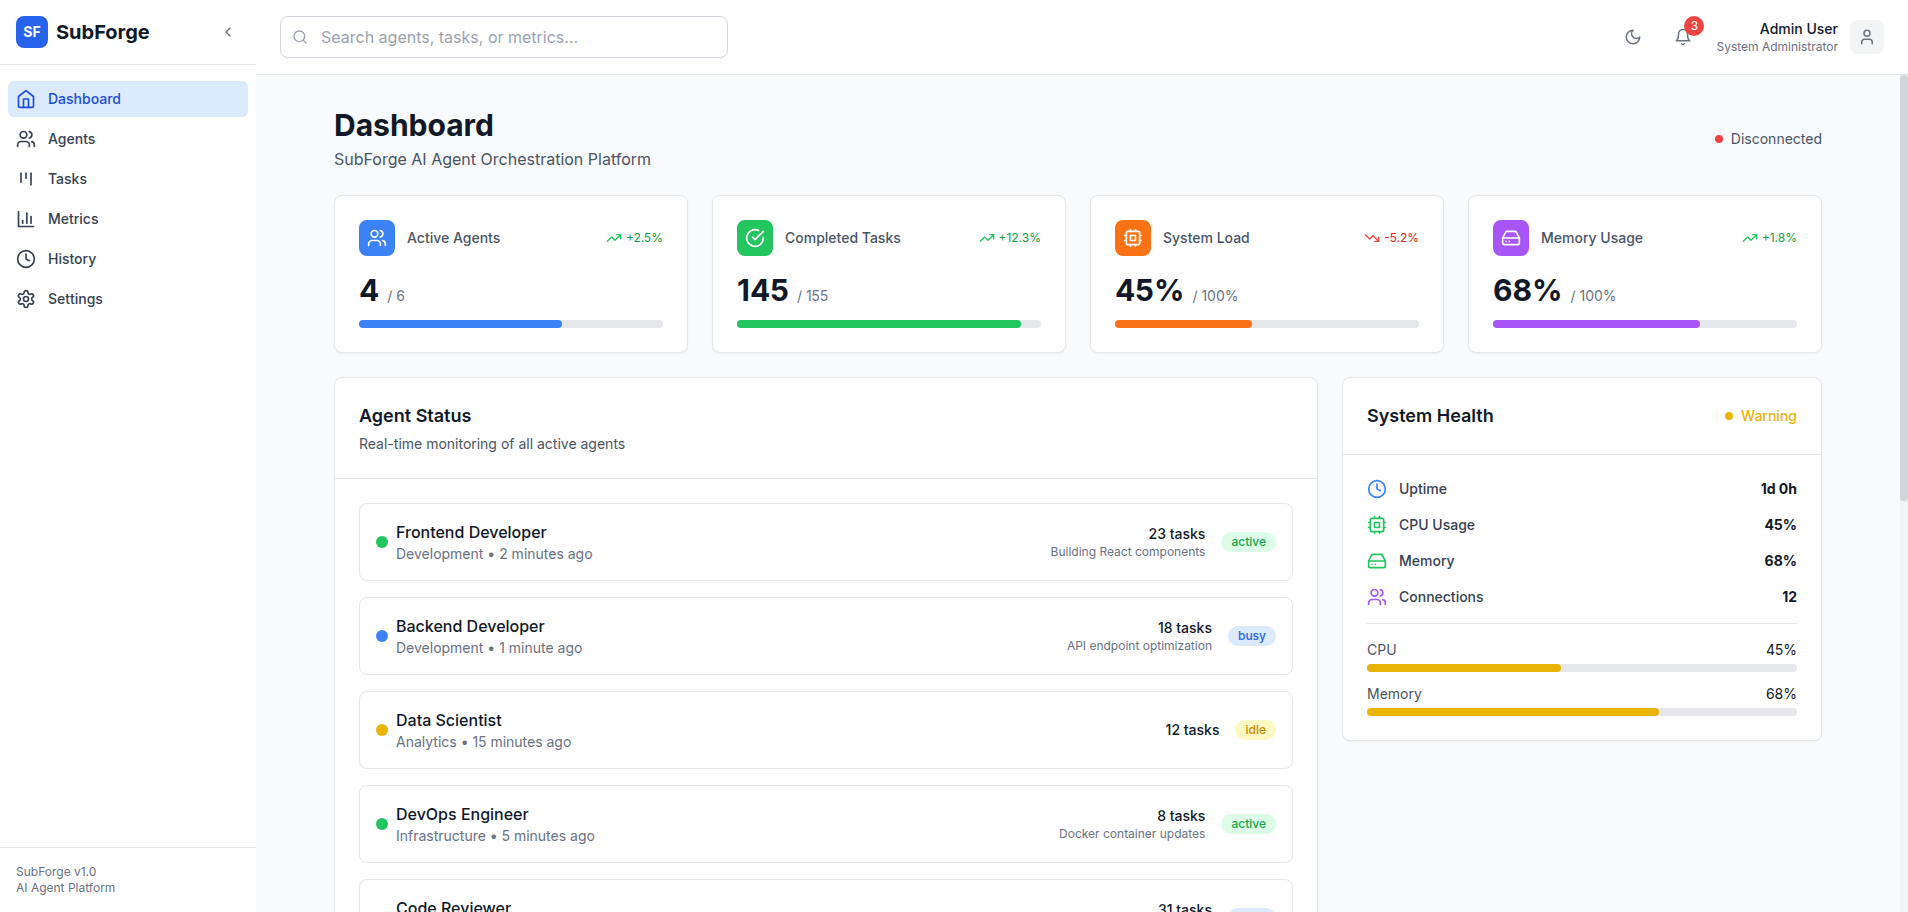 SF SubForge
Search agents, tasks, or metrics...
3
Admin User
System Administrator
Dashboard
Agents
Tasks
Metrics
History
Settings
SubForge v1.0
AI Agent Platform
Dashboard
SubForge AI Agent Orchestration Platform
Disconnected
Active Agents +2.5%
4 / 6
Completed Tasks +12.3%
145 / 155
System Load -5.2%
45% / 100%
Memory Usage +1.8%
68% / 100%
Agent Status
Real-time monitoring of all active agents
Frontend Developer
Development • 2 minutes ago
23 tasks
Building React components
active
Backend Developer
Development • 1 minute ago
18 tasks
API endpoint optimization
busy
Data Scientist
Analytics • 15 minutes ago
12 tasks
idle
DevOps Engineer
Infrastructure • 5 minutes ago
8 tasks
Docker container updates
active
Code Reviewer
31 tasks
System Health
Warning
Uptime 1d 0h
CPU Usage 45%
Memory 68%
Connections 12
CPU 45%
Memory 68%